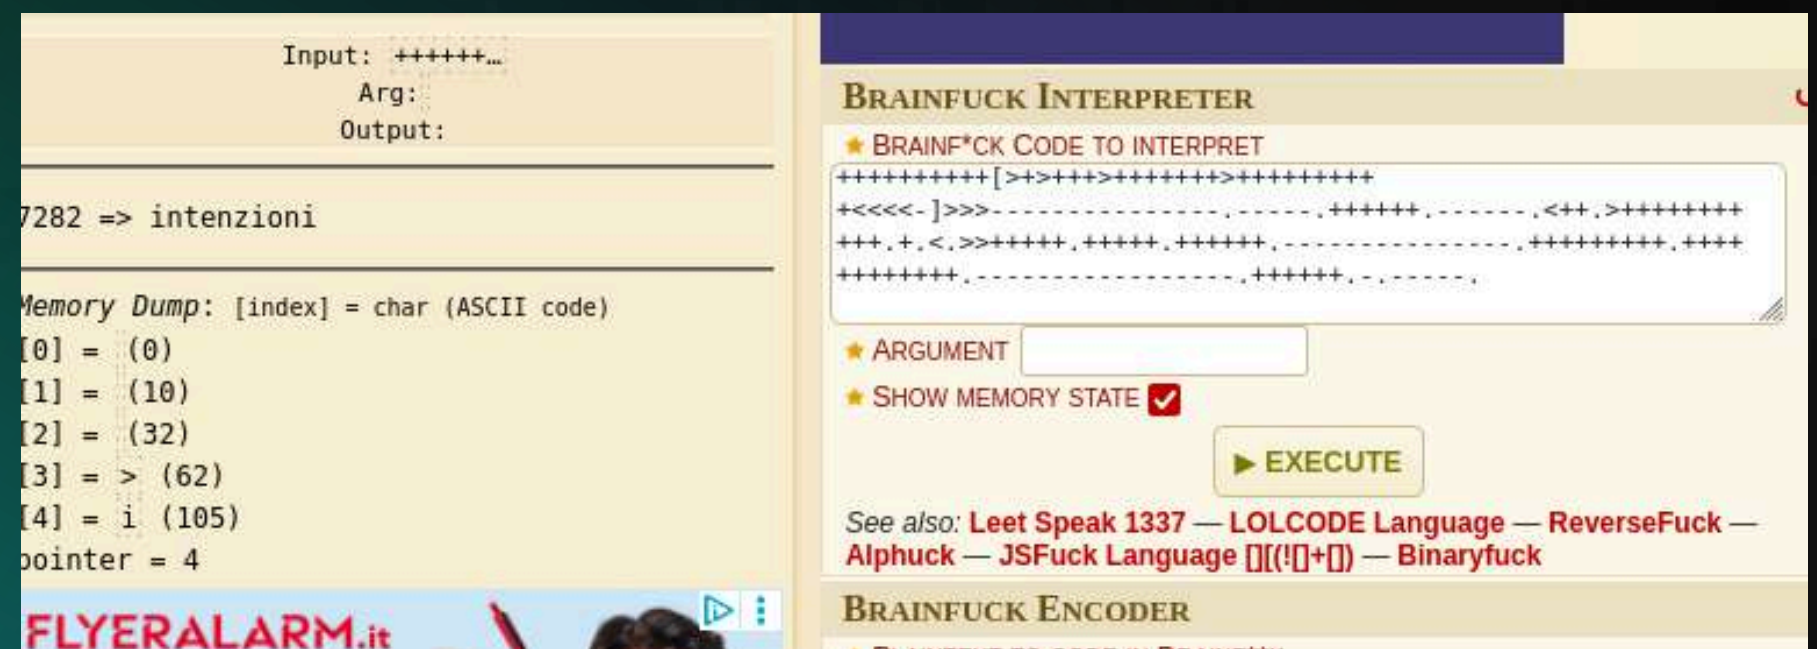 Input: ++++++…
Arg:
Output:
7282 => intenzioni
Memory Dump: [index] = char (ASCII code)
[0] = (0)
[1] = (10)
[2] = (32)
[3] = > (62)
[4] = i (105)
pointer = 4
FLYERALARM.it
BRAINFUCK INTERPRETER
★ BRAINF*CK CODE TO INTERPRET
++++++++++[>+>+++>+++++++>+++++++++
+<<<<-]>>>---------------.-----.++++++.------.<++.>++++++++
+++.+.<.>>+++++.+++++.++++++.---------------.+++++++++.++++
++++++++.-----------------.++++++.-.-----.
★ ARGUMENT
★ SHOW MEMORY STATE
▶ EXECUTE
See also: Leet Speak 1337 — LOLCODE Language — ReverseFuck —
Alphuck — JSFuck Language [][(![]+[]) — Binaryfuck
BRAINFUCK ENCODER